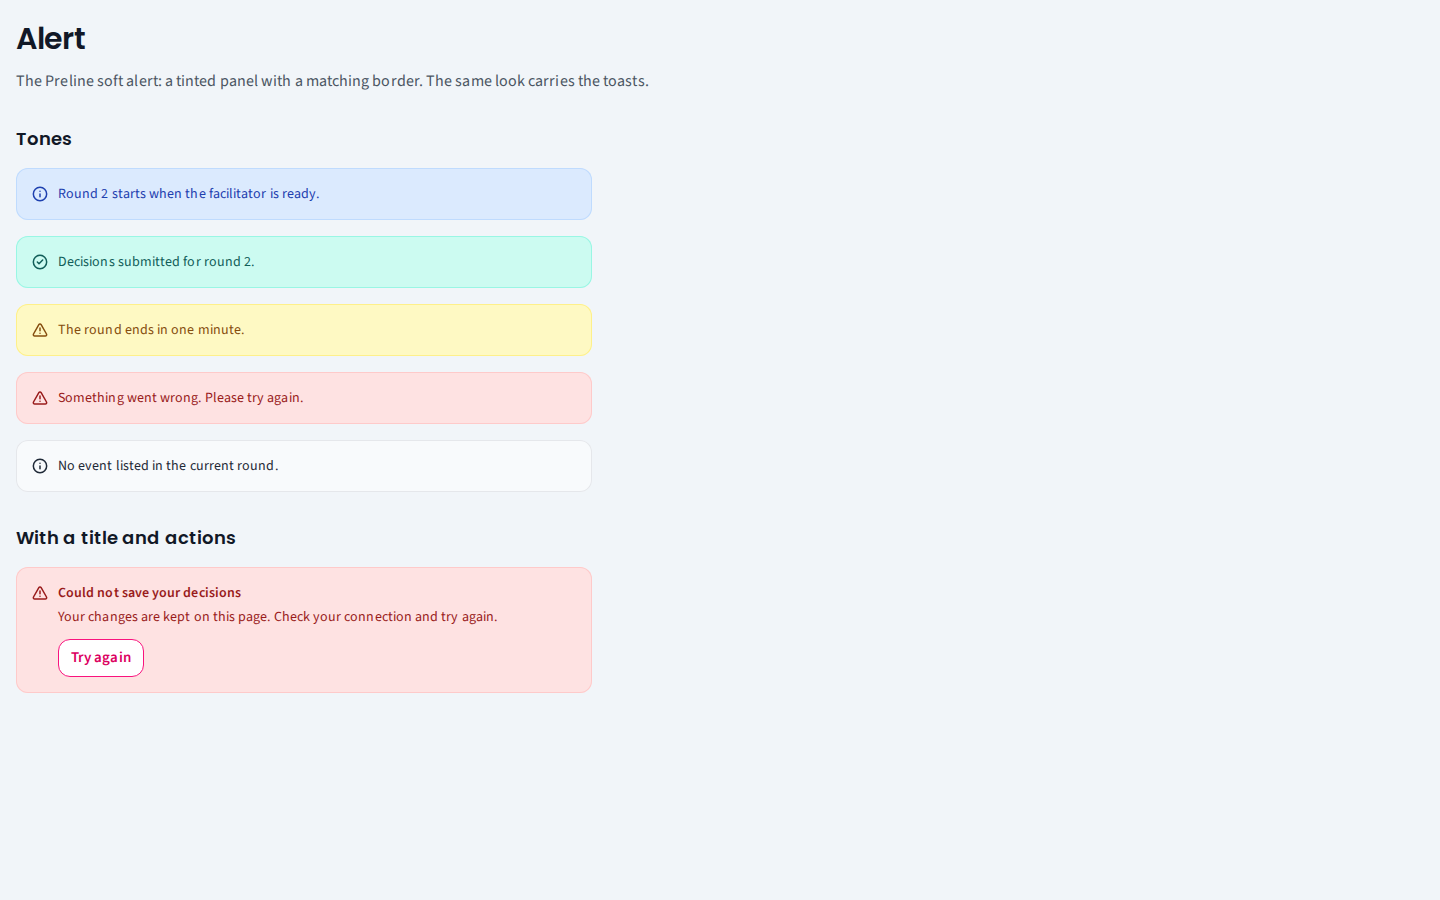 Alert
The Preline soft alert: a tinted panel with a matching border. The same look carries the toasts.
Tones
Round 2 starts when the facilitator is ready.
Decisions submitted for round 2.
The round ends in one minute.
Something went wrong. Please try again.
No event listed in the current round.
With a title and actions
Could not save your decisions
Your changes are kept on this page. Check your connection and try again.
Try again